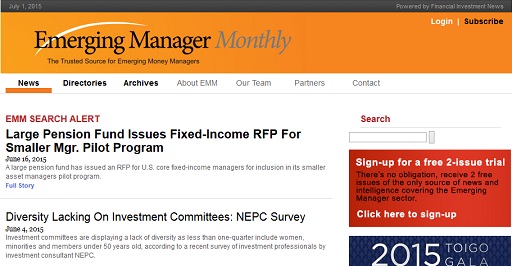 July 1, 2015
Powered by Financial Investment News
Login | Subscribe
Emerging Manager Monthly
The Trusted Source for Emerging Money Managers
News Directories Archives About EMM Our Team Partners Contact
EMM SEARCH ALERT
Large Pension Fund Issues Fixed-Income RFP For
Smaller Mgr. Pilot Program
June 16, 2015
A large pension fund has issued an RFP for U.S. core fixed-income managers for inclusion in its smaller
asset managers pilot program.
Full Story
Diversity Lacking On Investment Committees: NEPC Survey
June 4, 2015
Investment committees are displaying a lack of diversity as less than one-quarter include women,
minorities and members under 50 years old, according to a recent survey of investment professionals by
investment consultant NEPC.
Search
Sign-up for a free 2-issue trial
There's no obligation, receive 2 free
issues of the only source of news and
intelligence covering the Emerging
Manager sector.
Click here to sign-up
2015 TOIGO
GALA